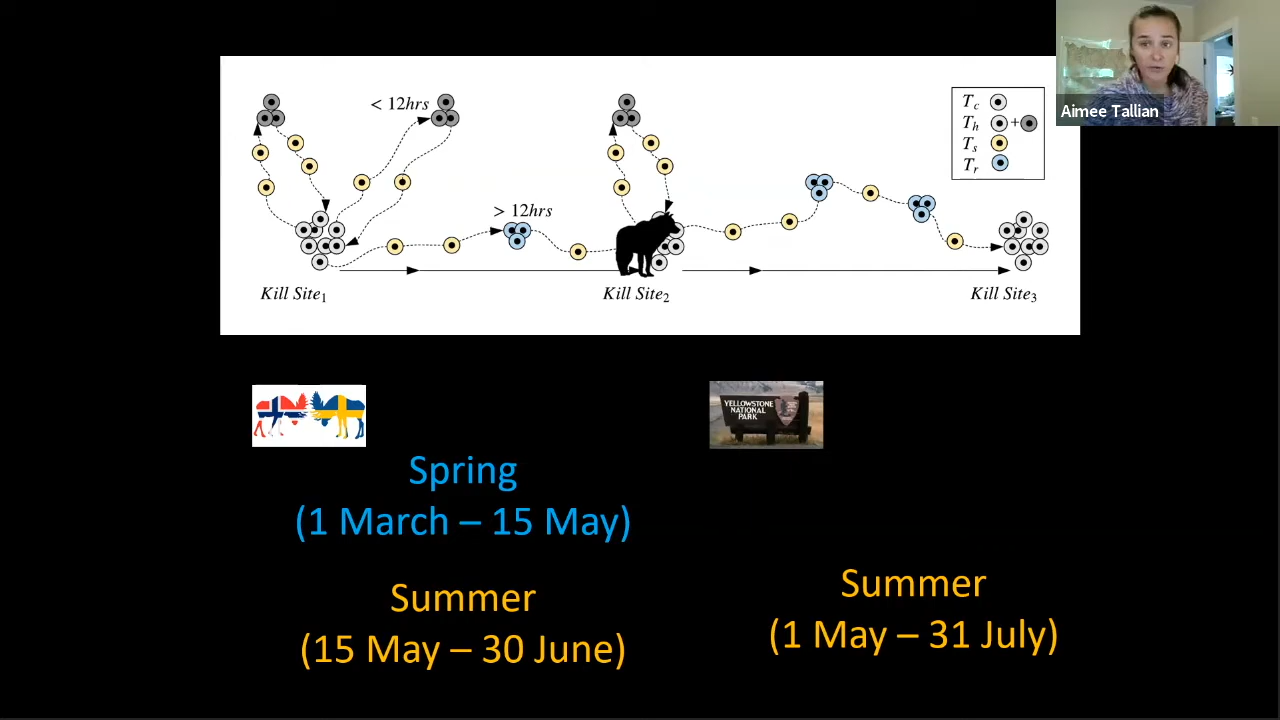 < 12hrs
> 12hrs
Kill Site₁
Kill Site₂
Kill Site₃
T_c
T_h +
T_s
T_r
Aimee Tallian
YELLOWSTONE
NATIONAL
PARK
Spring
(1 March – 15 May)
Summer
(15 May – 30 June)
Summer
(1 May – 31 July)